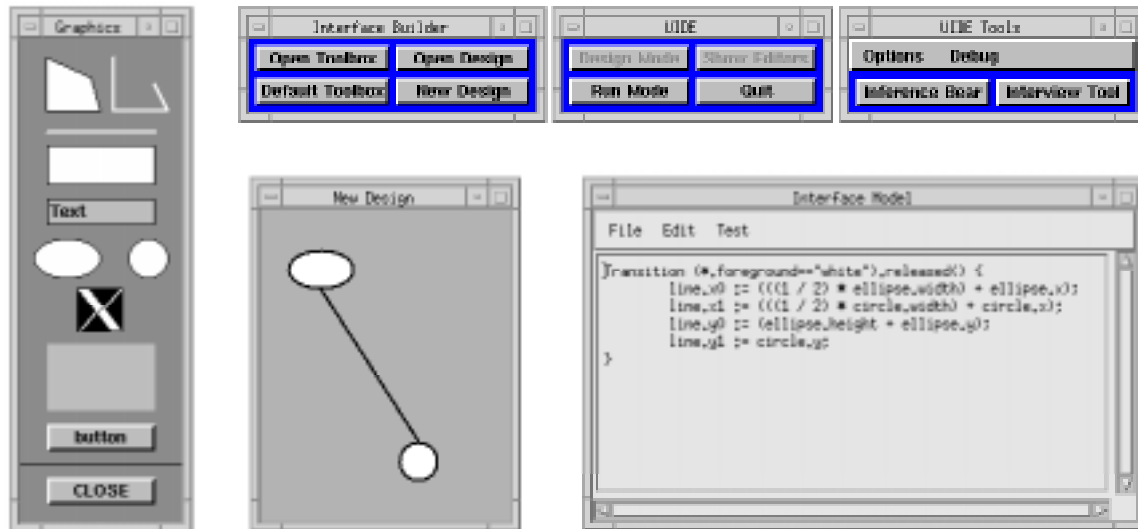 Graphics
Text
button
CLOSE
Interface Builder
Open Toolbox Open Design
Default Toolbox New Design
UIDE
Design Mode Show Editors
Run Mode Quit
UIDE Tools
Options Debug
Inference Bear Interview Tool
New Design
Interface Model
File Edit Test
Transition (*.foreground=="white").released() {
line.x0 := (((1 / 2) * ellipse.width) + ellipse.x);
line.x1 := (((1 / 2) * circle.width) + circle.x);
line.y0 := (ellipse.height + ellipse.y);
line.y1 := circle.y;
}